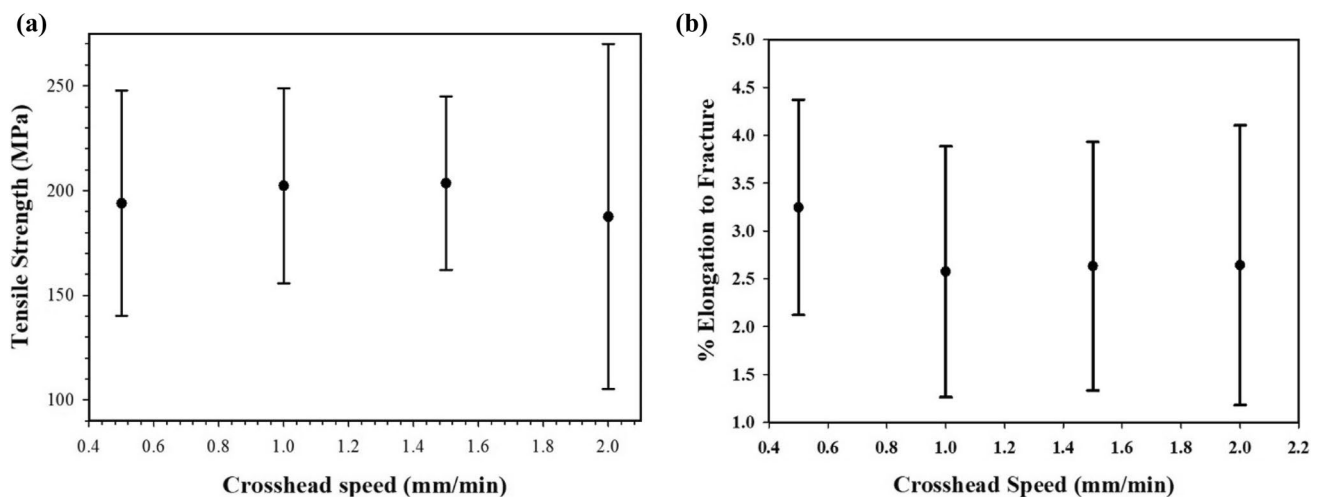 (a)
Tensile Strength (MPa)
250
200
150
100
0.4 0.6 0.8 1.0 1.2 1.4 1.6 1.8 2.0
Crosshead speed (mm/min)
(b)
% Elongation to Fracture
5.0
4.5
4.0
3.5
3.0
2.5
2.0
1.5
1.0
0.4 0.6 0.8 1.0 1.2 1.4 1.6 1.8 2.0 2.2
Crosshead Speed (mm/min)